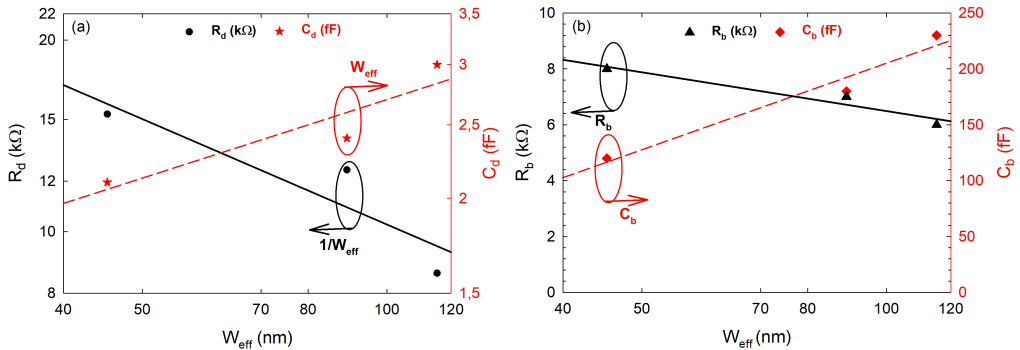 (a)
R_d (kΩ)
C_d (fF)
22
20
15
12
10
8
R_d (kΩ)
3,5
3
2,5
2
1,5
C_d (fF)
W_eff
1/W_eff
40 50 70 80 100 120
W_eff (nm)
(b)
R_b (kΩ)
C_b (fF)
10
8
6
4
2
0
R_b (kΩ)
250
200
150
100
50
0
C_b (fF)
R_b
C_b
40 50 70 80 100 120
W_eff (nm)